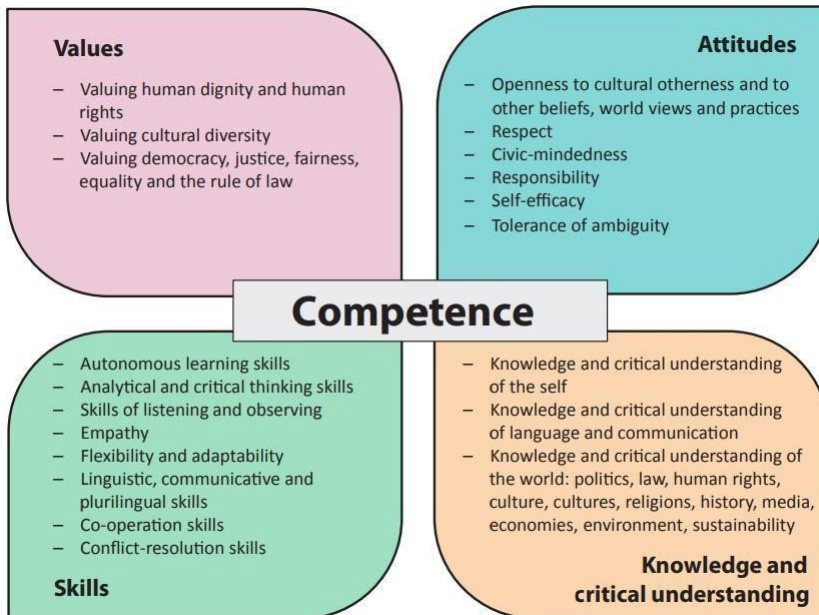 Values
– Valuing human dignity and human
rights
– Valuing cultural diversity
– Valuing democracy, justice, fairness,
equality and the rule of law
Attitudes
– Openness to cultural otherness and to
other beliefs, world views and practices
– Respect
– Civic-mindedness
– Responsibility
– Self-efficacy
– Tolerance of ambiguity
Competence
– Autonomous learning skills
– Analytical and critical thinking skills
– Skills of listening and observing
– Empathy
– Flexibility and adaptability
– Linguistic, communicative and
plurilingual skills
– Co-operation skills
– Conflict-resolution skills
Skills
– Knowledge and critical understanding
of the self
– Knowledge and critical understanding
of language and communication
– Knowledge and critical understanding of
the world: politics, law, human rights,
culture, cultures, religions, history, media,
economies, environment, sustainability
Knowledge and
critical understanding